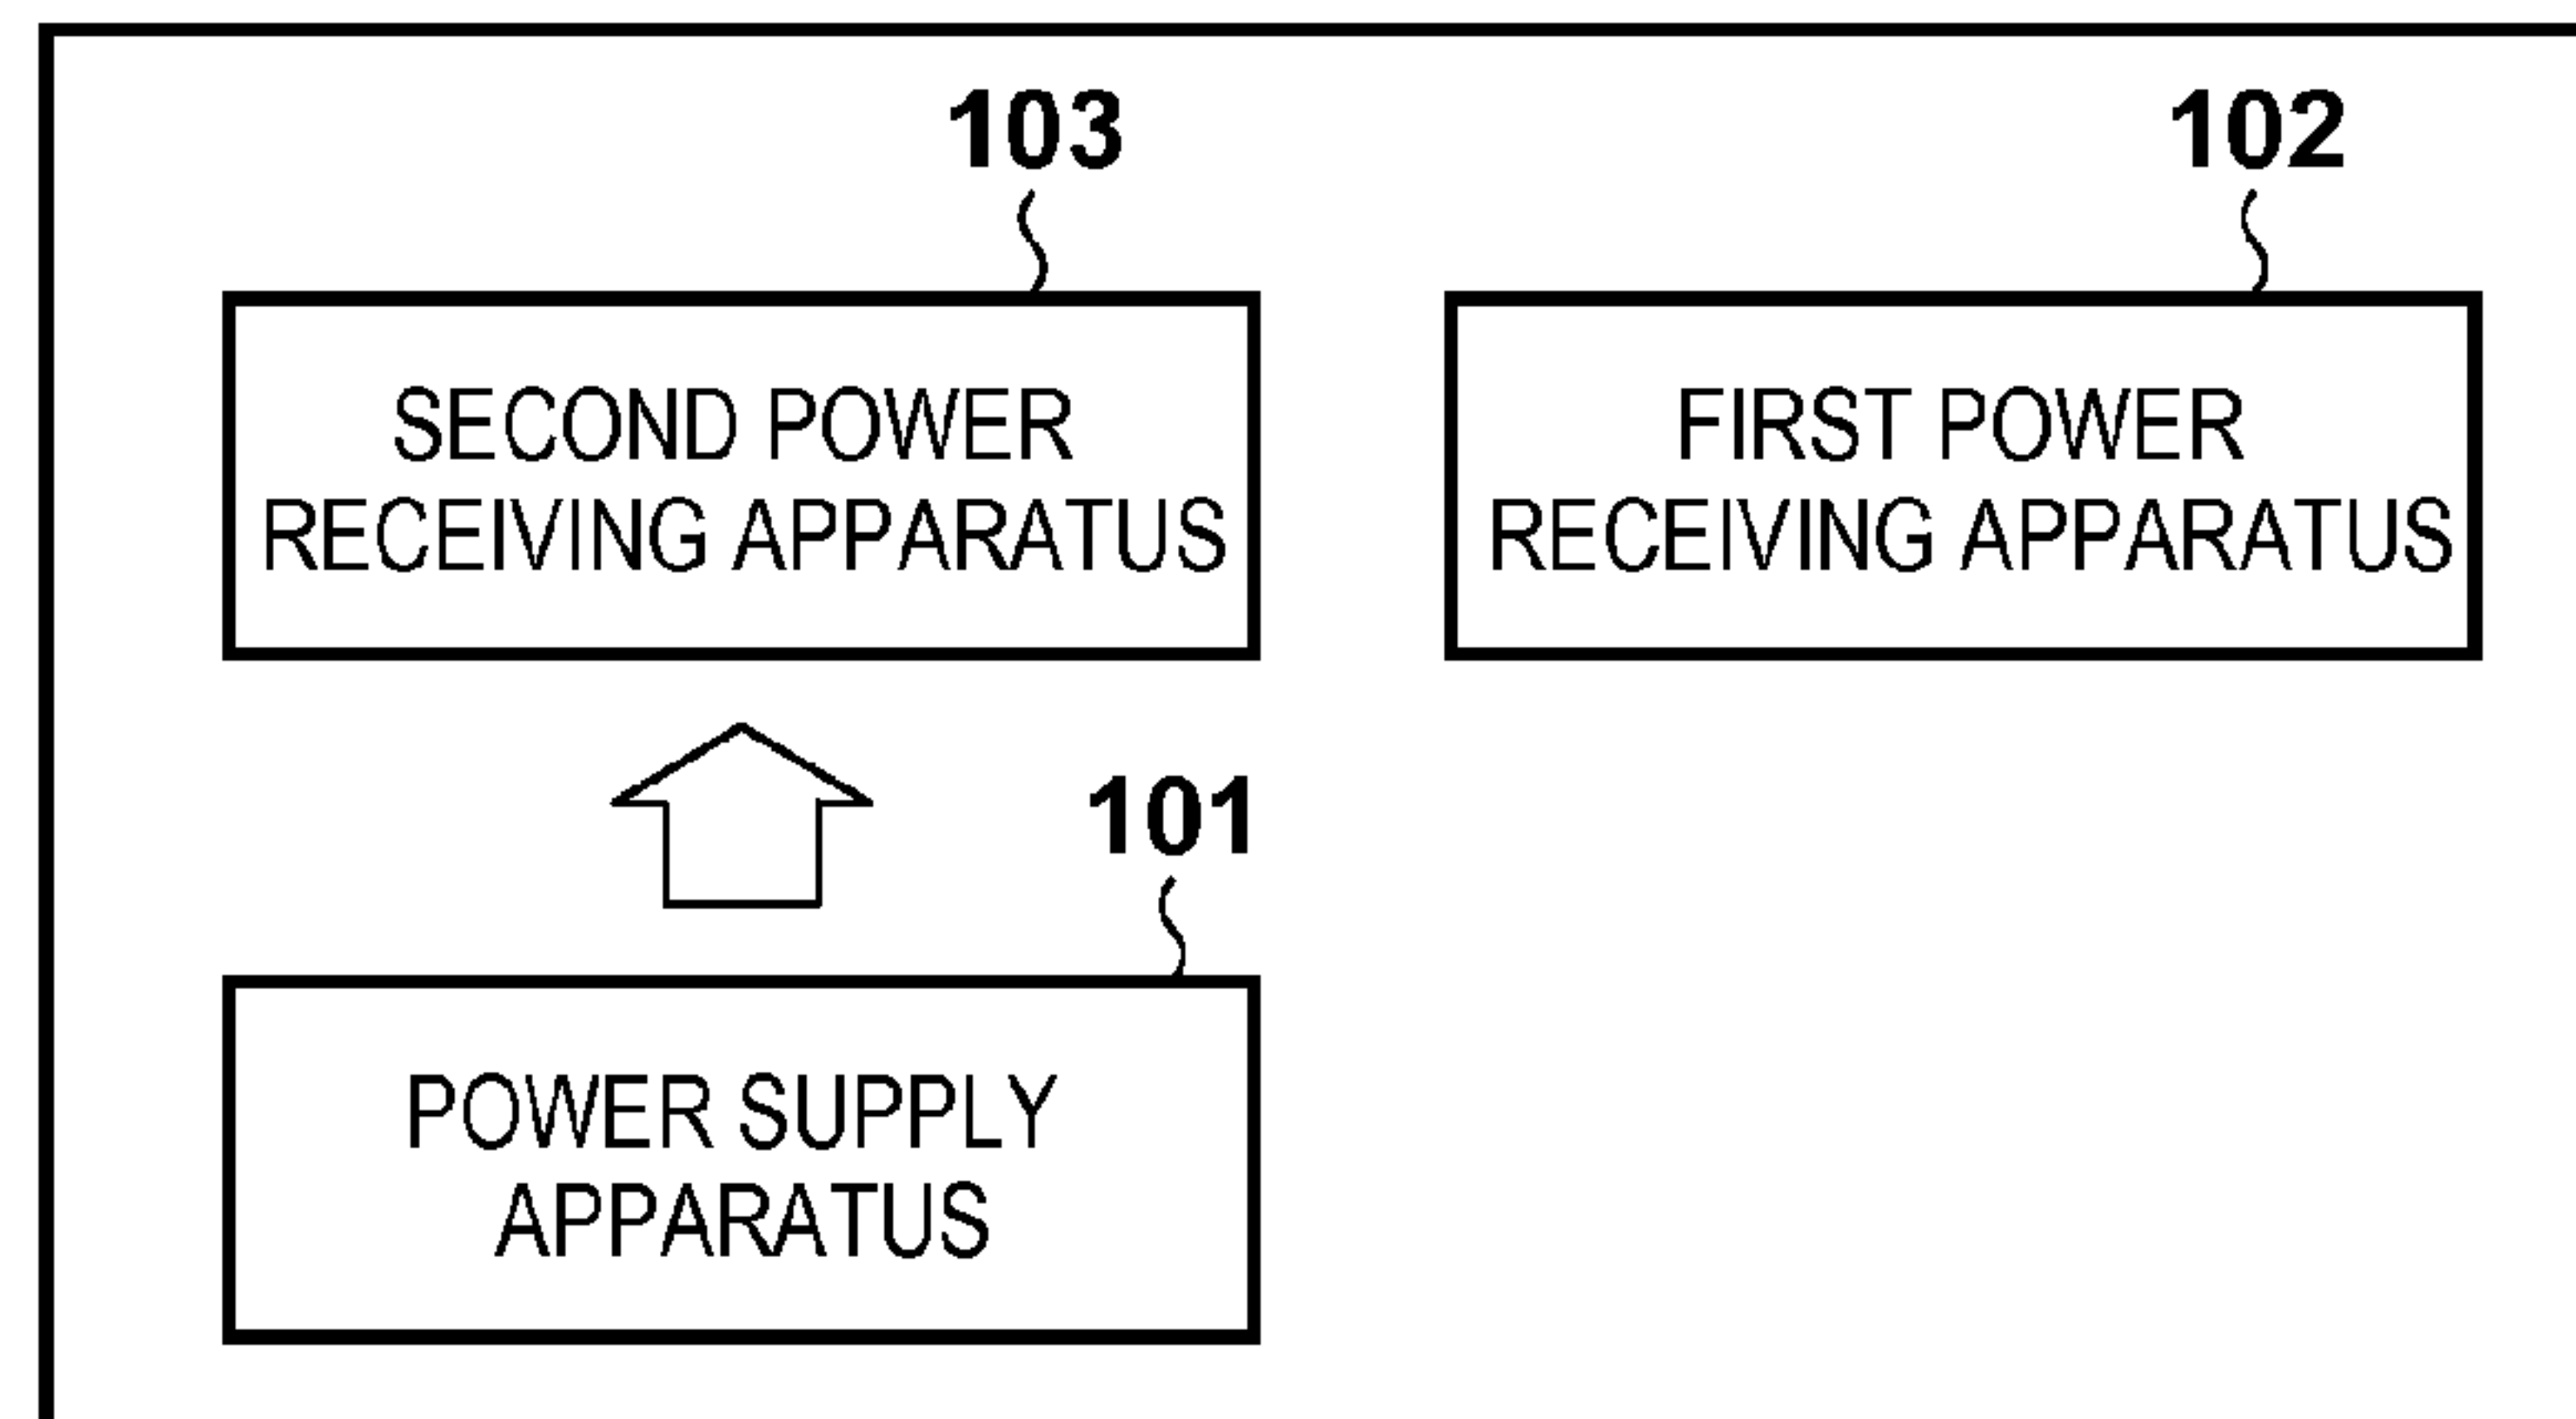 103
102
SECOND POWER
RECEIVING APPARATUS
FIRST POWER
RECEIVING APPARATUS
101
POWER SUPPLY
APPARATUS